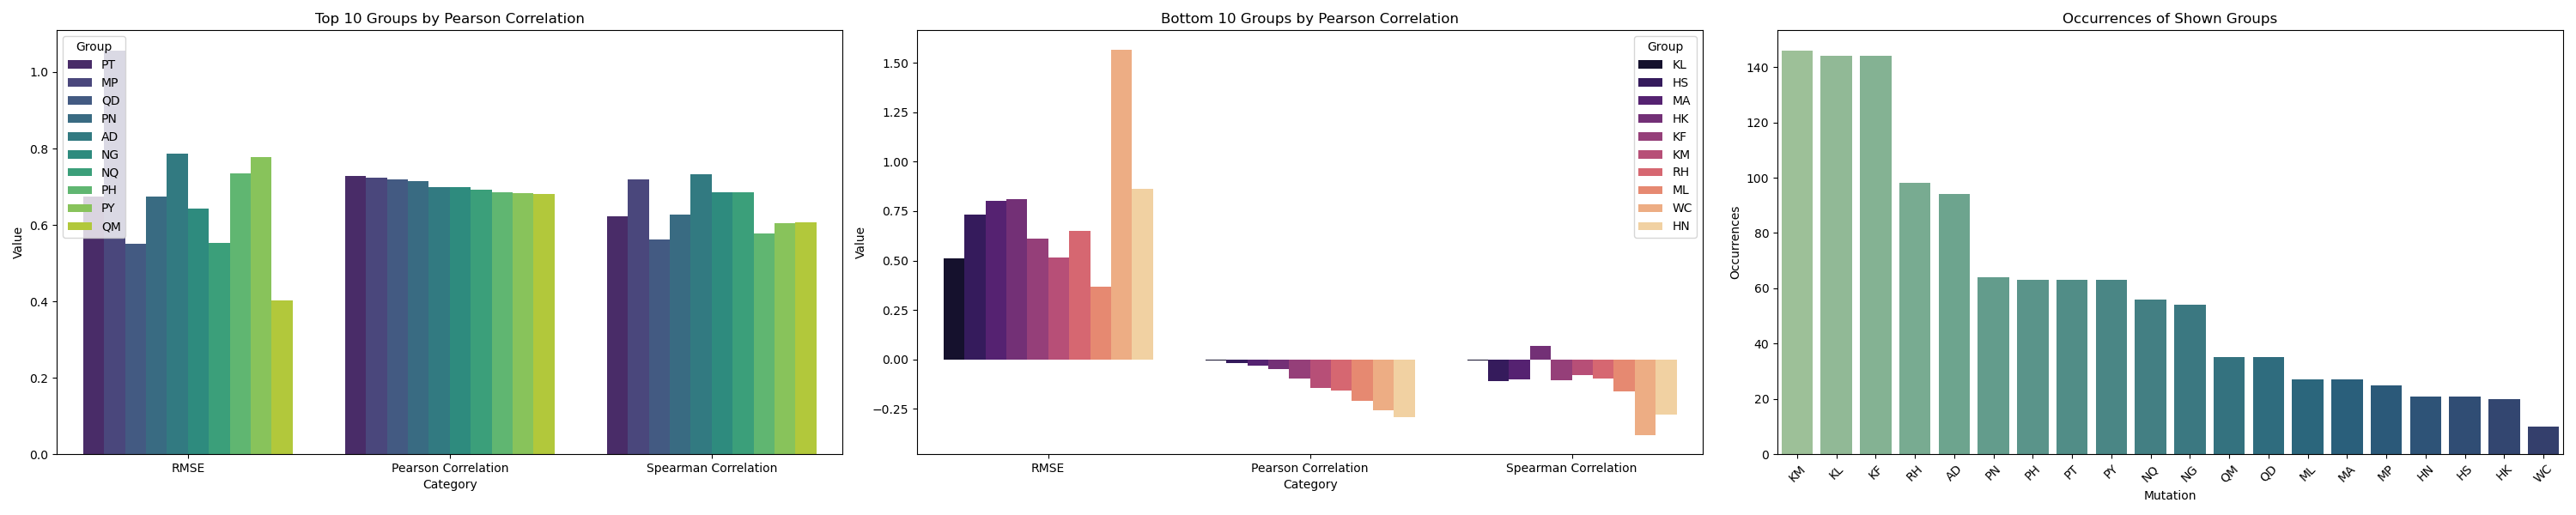 Top 10 Groups by Pearson Correlation
Value
1.0
0.8
0.6
0.4
0.2
0.0
Group
PT
MP
QD
PN
AD
NG
NQ
PH
PY
QM
RMSE
Pearson Correlation
Spearman Correlation
Category
Bottom 10 Groups by Pearson Correlation
Value
1.50
1.25
1.00
0.75
0.50
0.25
0.00
−0.25
Group
KL
HS
MA
HK
KF
KM
RH
ML
WC
HN
RMSE
Pearson Correlation
Spearman Correlation
Category
Occurrences of Shown Groups
Occurrences
140
120
100
80
60
40
20
0
KM
KL
KF
RH
AD
PN
PH
PT
PY
NQ
NG
QM
QD
ML
MA
MP
HN
HS
HK
WC
Mutation